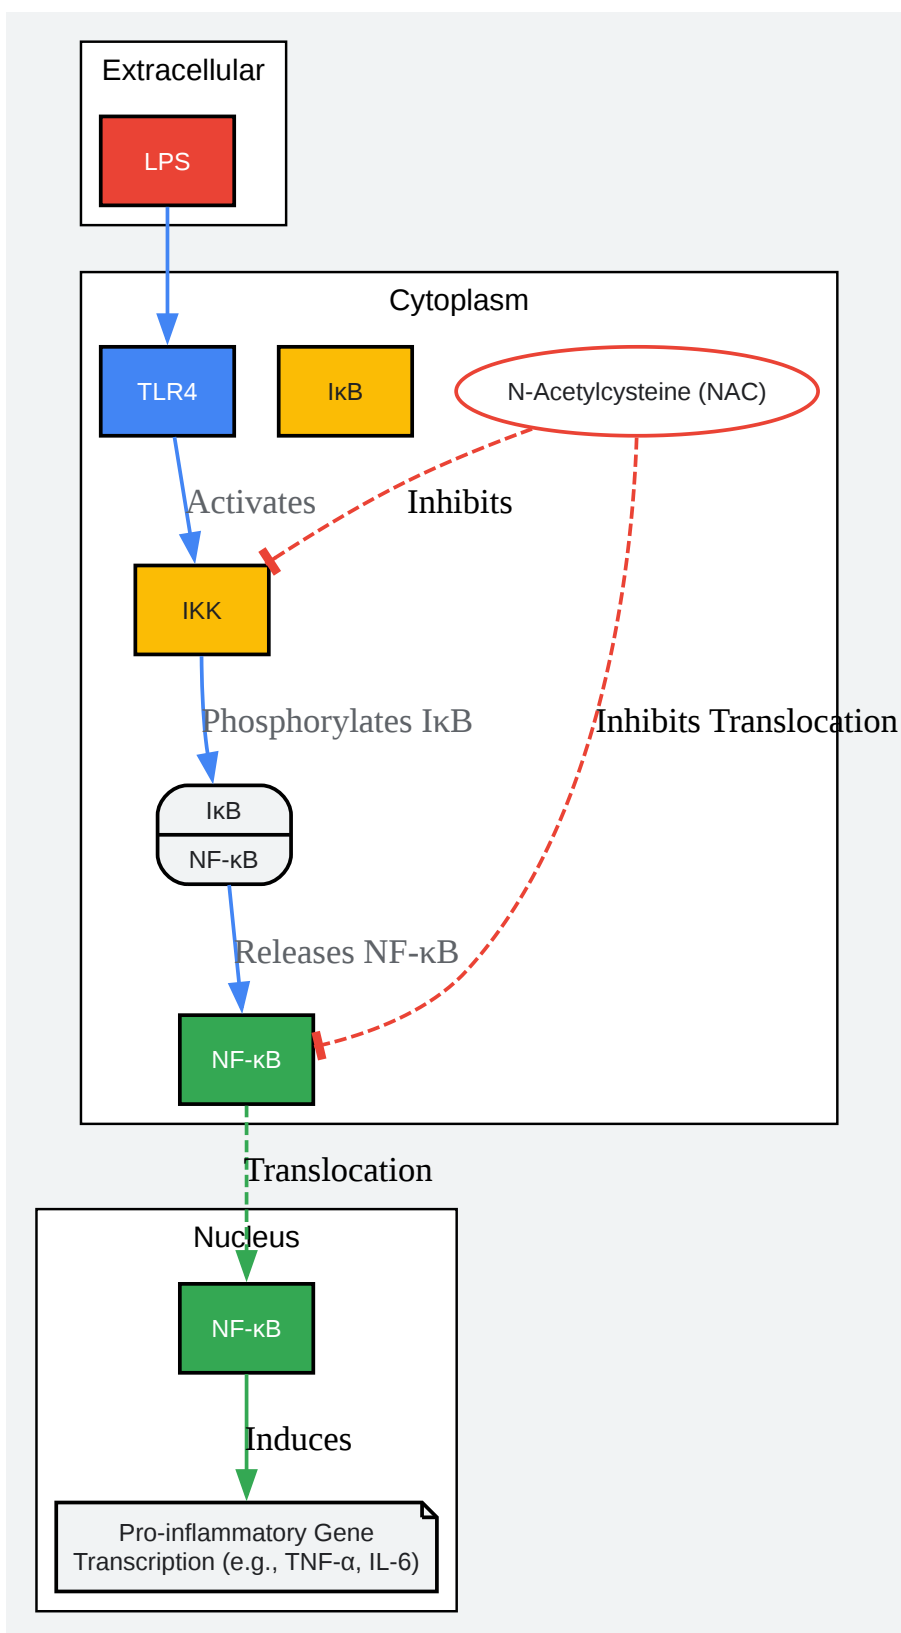 Extracellular
LPS
Cytoplasm
TLR4
IκB
N-Acetylcysteine (NAC)
Activates
Inhibits
IKK
Phosphorylates IκB
Inhibits Translocation
IκB
NF-κB
Releases NF-κB
NF-κB
Translocation
Nucleus
NF-κB
Induces
Pro-inflammatory Gene
Transcription (e.g., TNF-α, IL-6)